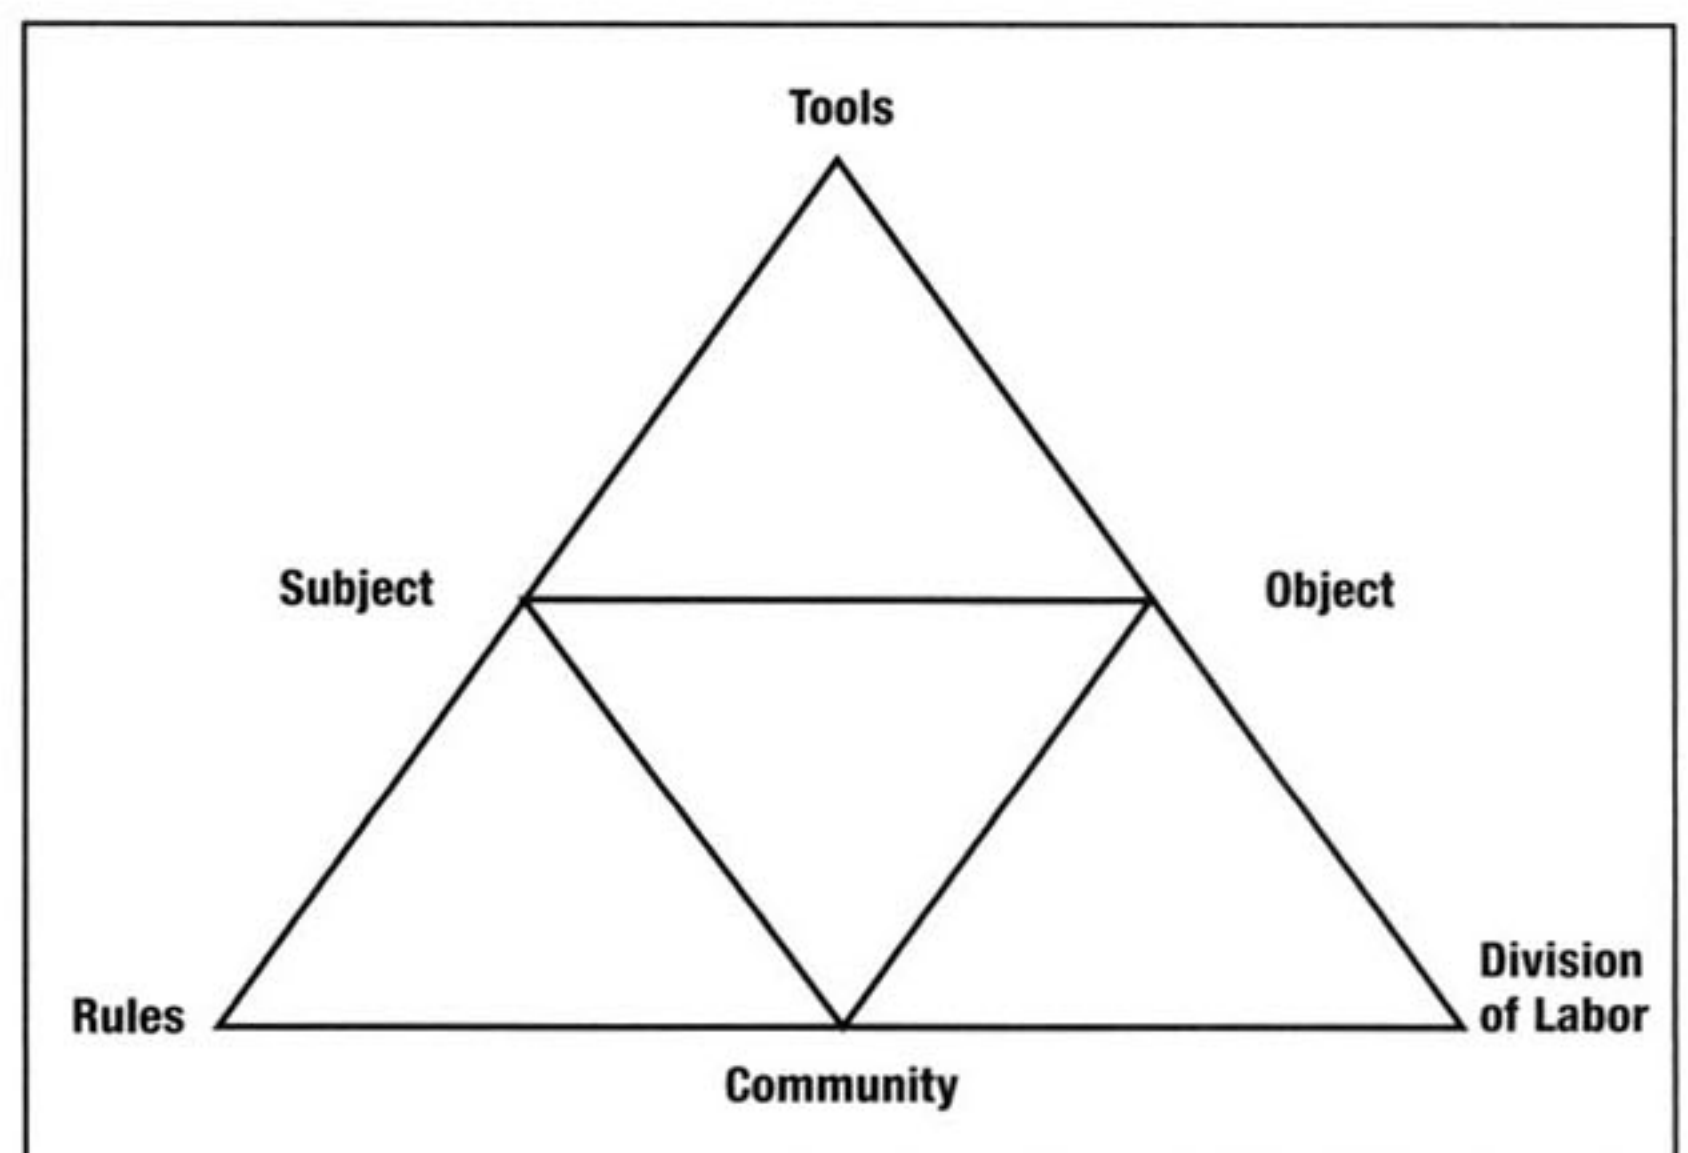 Tools
Subject
Object
Rules
Division
of Labor
Community